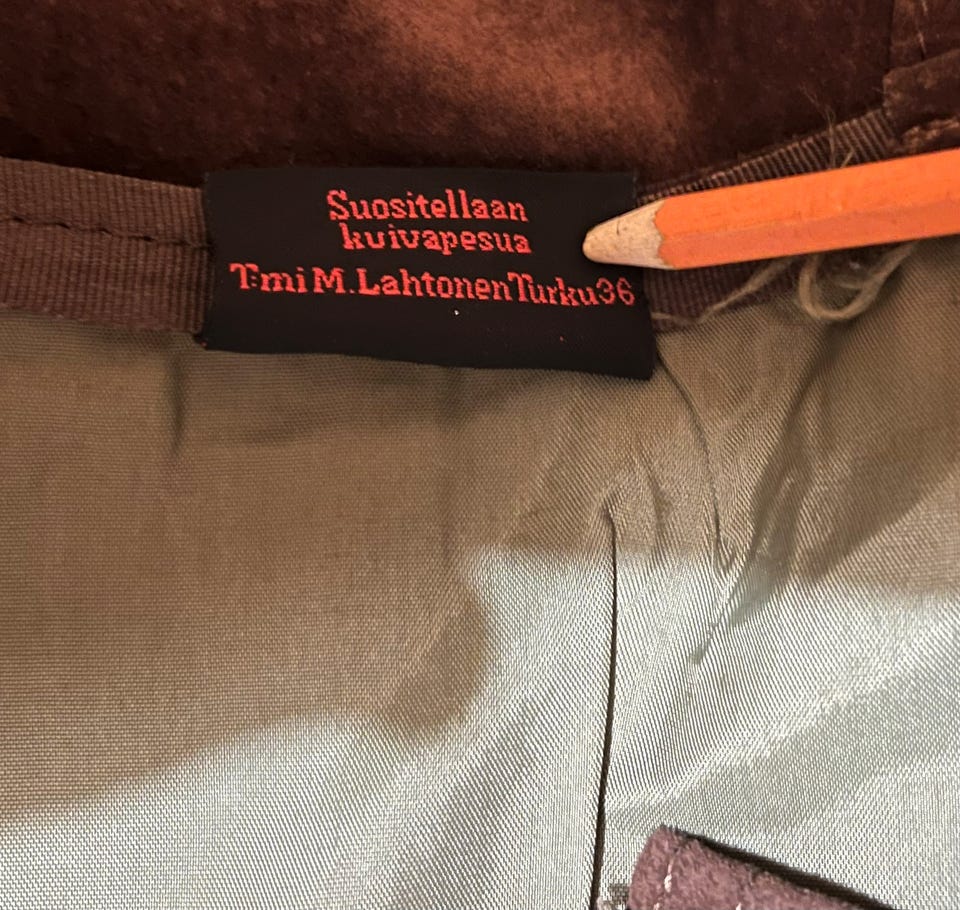 Suositellaan
kuivapesua
T:mi M. Lahtonen Turku 36